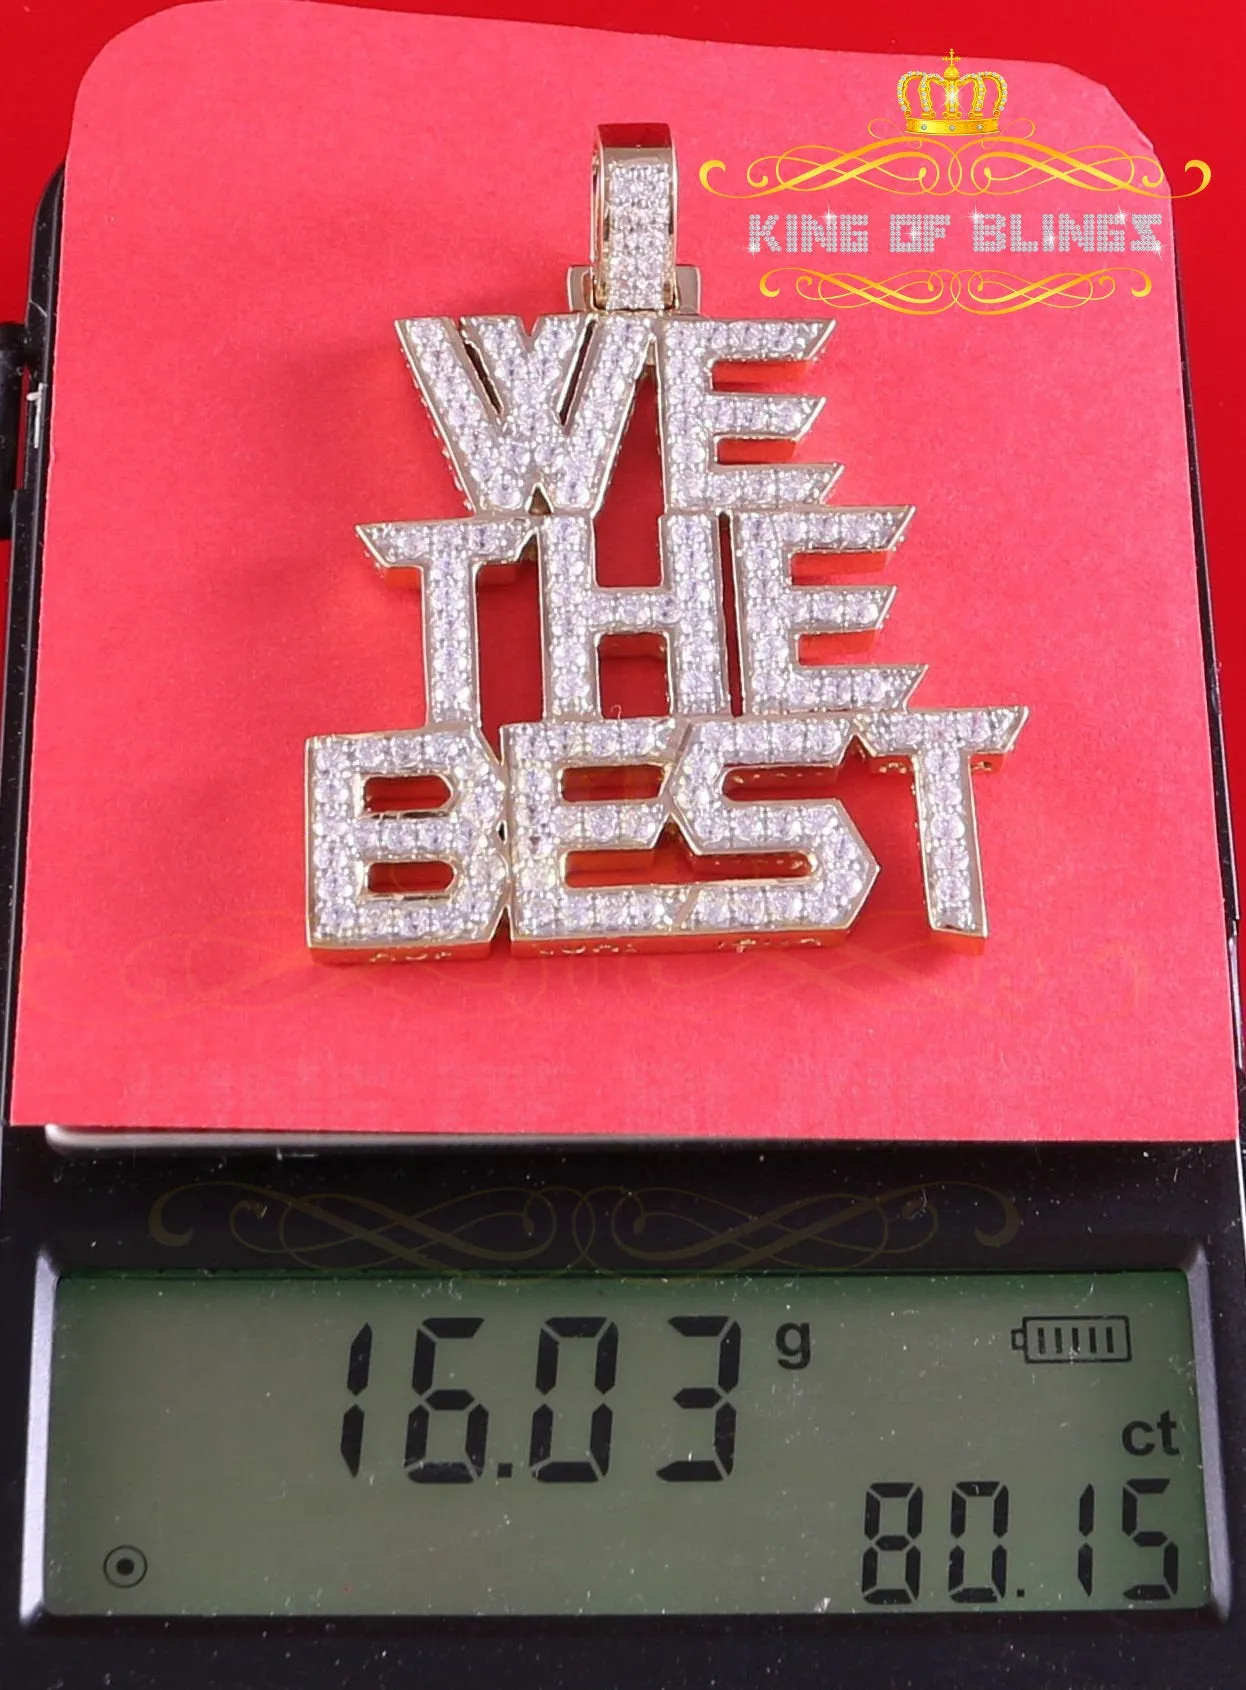 KING OF BLINGS
WE
THE
BEST
16.03 g
ct
80.15